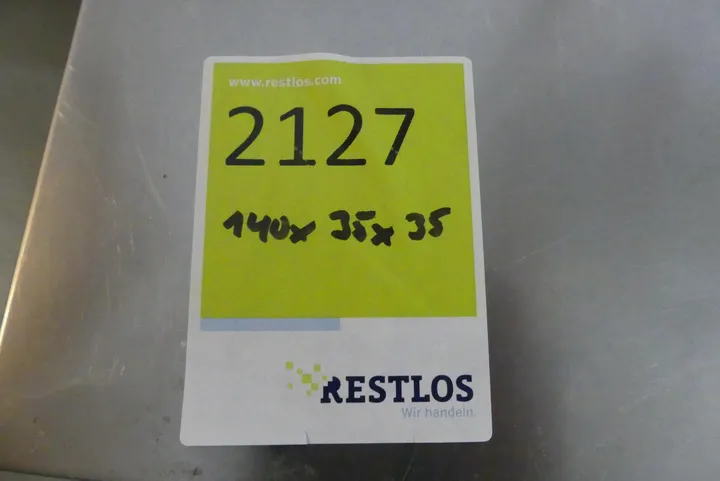 www.restlos.com
2127
140x 35x 35
RESTLOS
Wir handeln.